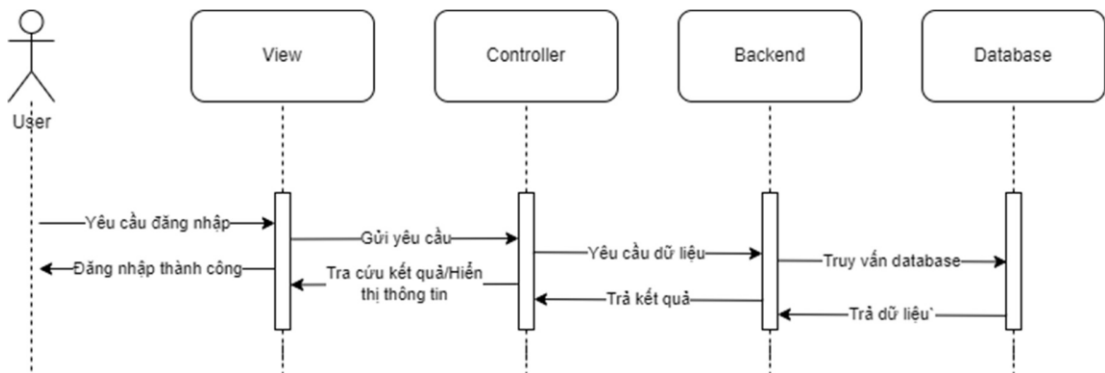 View
Controller
Backend
Database
User
Yêu cầu đăng nhập
Gửi yêu cầu
Yêu cầu dữ liệu
Truy vấn database
Đăng nhập thành công
Tra cứu kết quả/Hiển
thị thông tin
Trả kết quả
Trả dữ liệu`